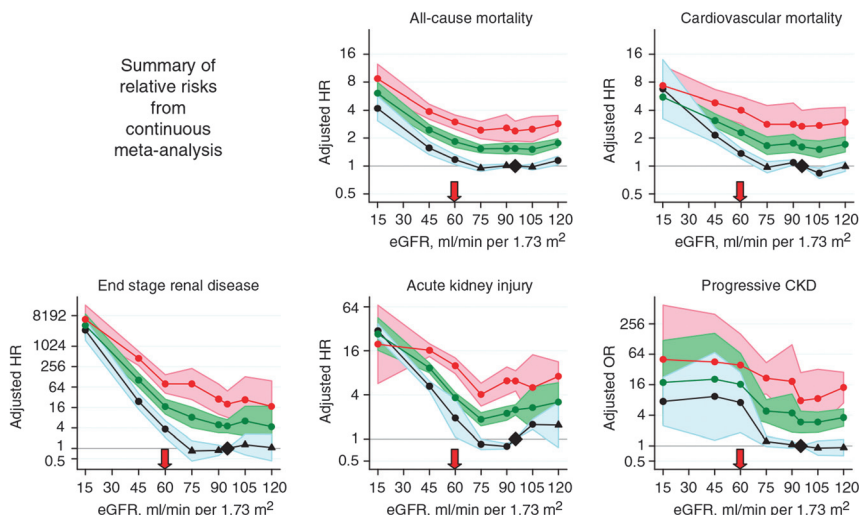 Summary of
relative risks
from
continuous
meta-analysis
All-cause mortality
Adjusted HR
16
8
4
2
1
0.5
15 30 45 60 75 90 105 120
eGFR, ml/min per 1.73 m²
Cardiovascular mortality
Adjusted HR
16
8
4
2
1
0.5
15 30 45 60 75 90 105 120
eGFR, ml/min per 1.73 m²
End stage renal disease
Adjusted HR
8192
1024
256
64
16
4
1
0.5
15 30 45 60 75 90 105 120
eGFR, ml/min per 1.73 m²
Acute kidney injury
Adjusted HR
64
16
4
1
0.5
15 30 45 60 75 90 105 120
eGFR, ml/min per 1.73 m²
Progressive CKD
Adjusted OR
256
64
16
4
1
0.5
15 30 45 60 75 90 105 120
eGFR, ml/min per 1.73 m²